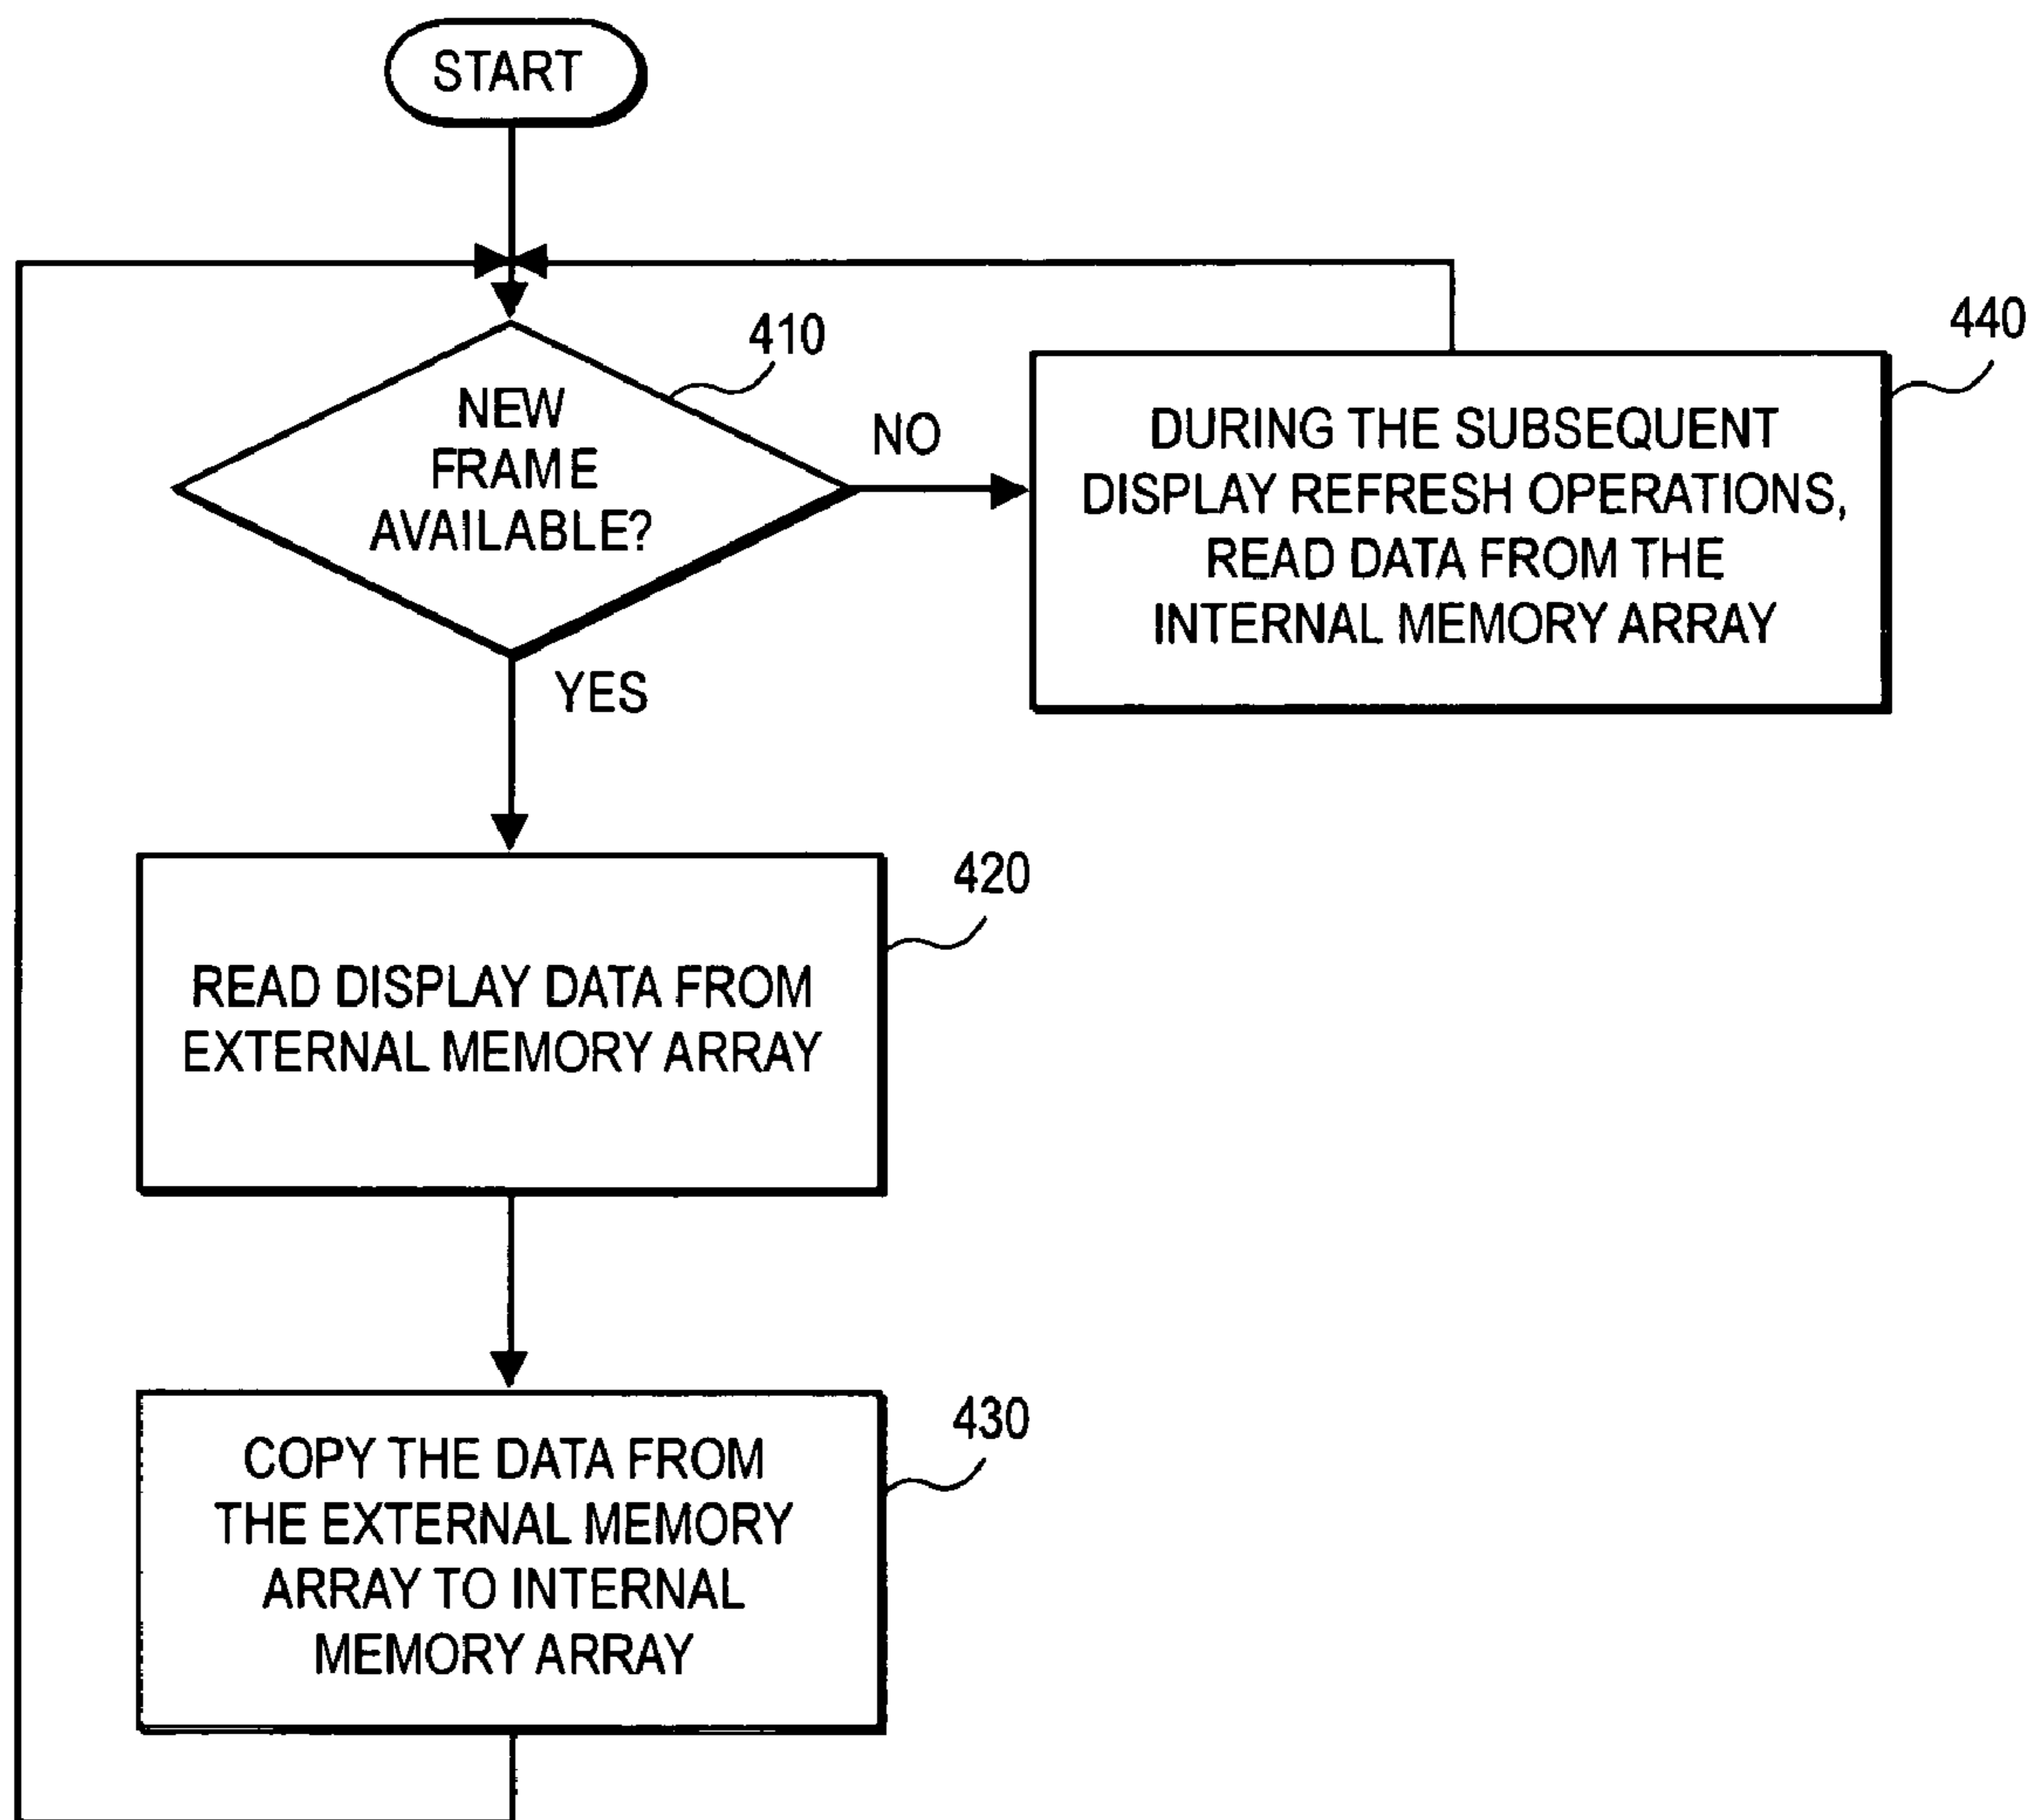 START
410
NEW
FRAME
AVAILABLE?
NO
YES
440
DURING THE SUBSEQUENT
DISPLAY REFRESH OPERATIONS,
READ DATA FROM THE
INTERNAL MEMORY ARRAY
420
READ DISPLAY DATA FROM
EXTERNAL MEMORY ARRAY
430
COPY THE DATA FROM
THE EXTERNAL MEMORY
ARRAY TO INTERNAL
MEMORY ARRAY